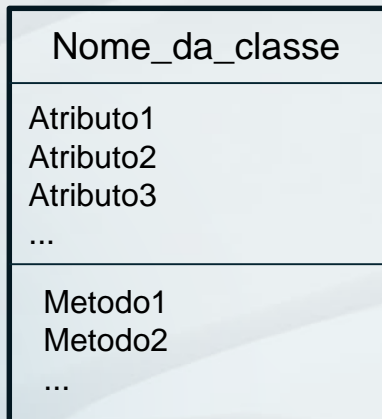 Nome_da_classe
Atributo1
Atributo2
Atributo3
...
Metodo1
Metodo2
...